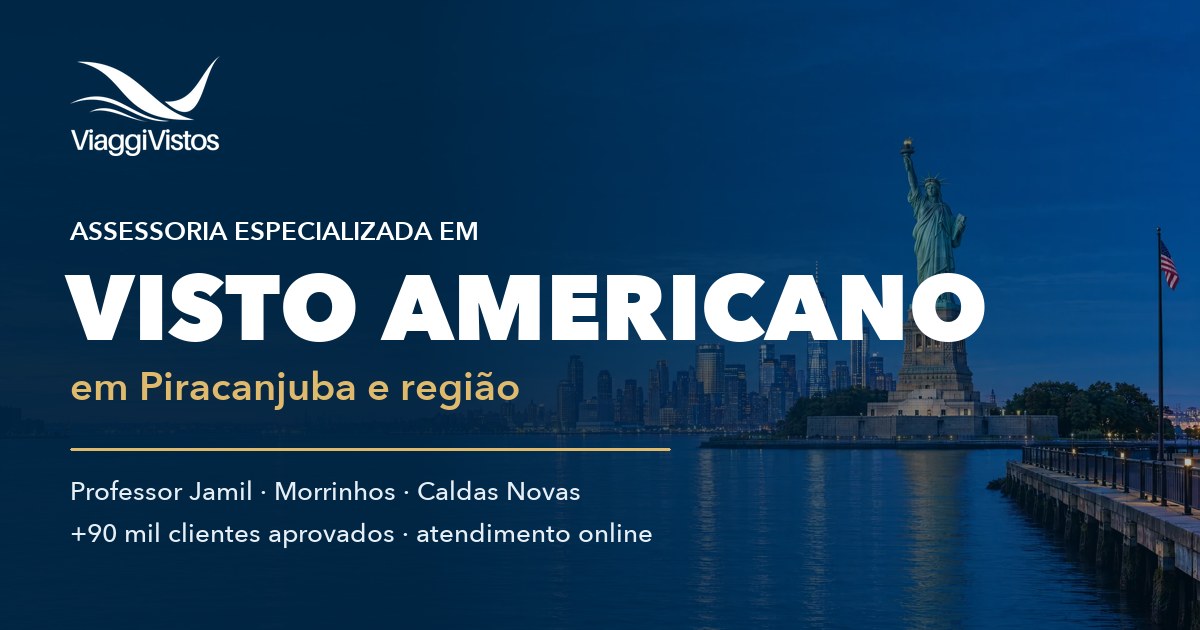 ViaggiVistos
ASSESSORIA ESPECIALIZADA EM
VISTO AMERICANO
em Piracanjuba e região
Professor Jamil · Morrinhos · Caldas Novas
+90 mil clientes aprovados · atendimento online